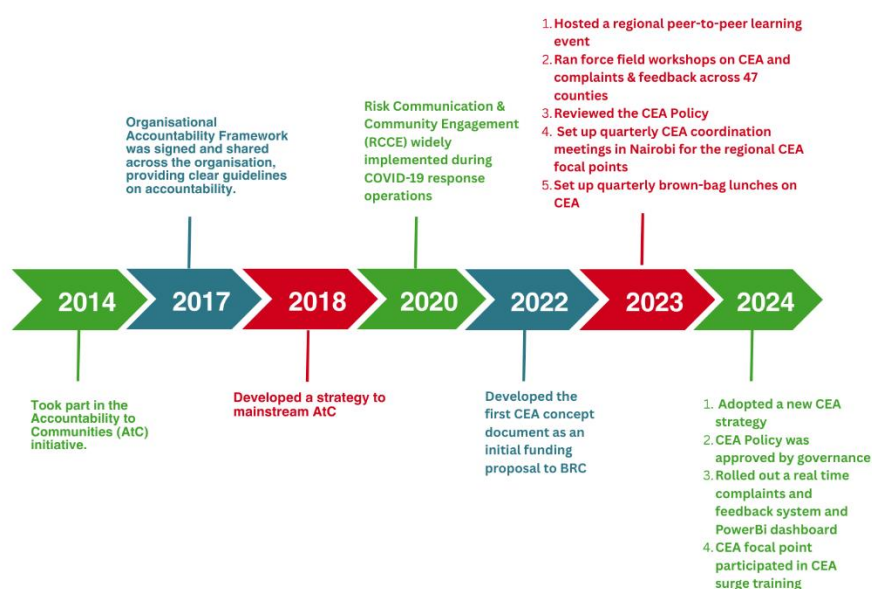 1. Hosted a regional peer-to-peer learning
event
2. Ran force field workshops on CEA and
complaints & feedback across 47
counties
3. Reviewed the CEA Policy
4. Set up quarterly CEA coordination
meetings in Nairobi for the regional CEA
focal points
5. Set up quarterly brown-bag lunches on
CEA
Risk Communication &
Community Engagement
(RCCE) widely
implemented during
COVID-19 response
operations
Organisational
Accountability Framework
was signed and shared
across the organisation,
providing clear guidelines
on accountability.
2014
2017
2018
2020
2022
2023
2024
Took part in the
Accountability to
Communities (AtC)
initiative.
Developed a strategy to
mainstream AtC
Developed the
first CEA concept
document as an
initial funding
proposal to BRC
1. Adopted a new CEA
strategy
2. CEA Policy was
approved by governance
3. Rolled out a real time
complaints and
feedback system and
PowerBi dashboard
4. CEA focal point
participated in CEA
surge training